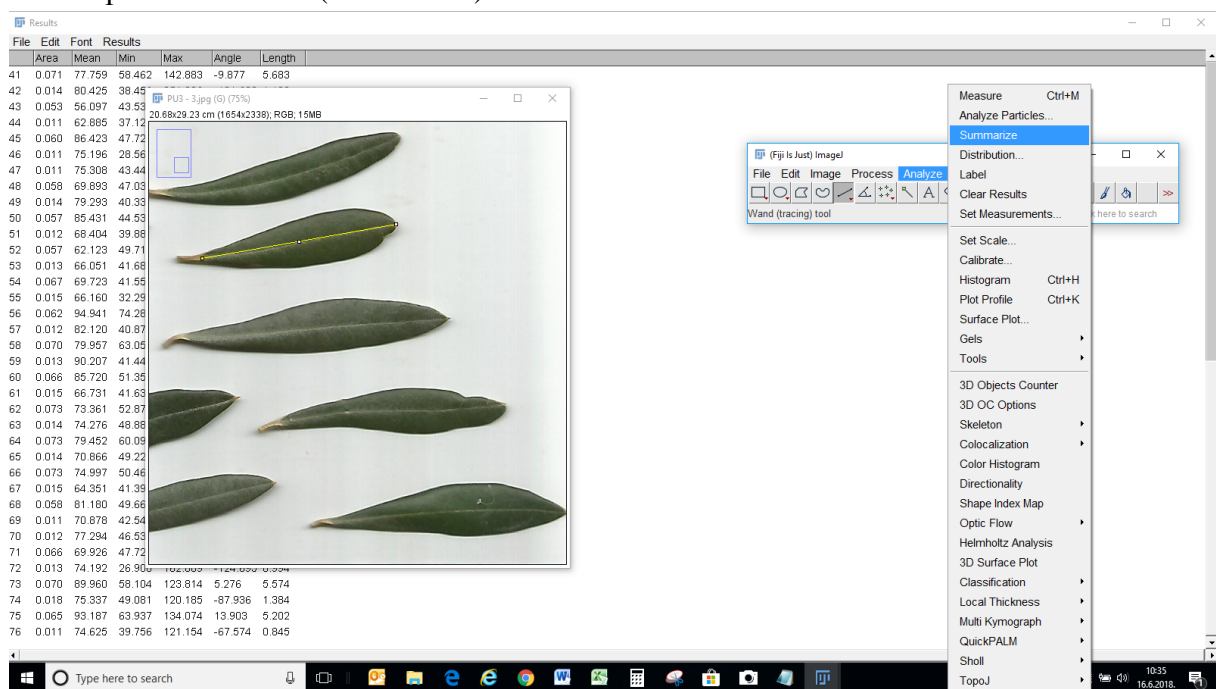 Results
File Edit Font Results
Area Mean Min Max Angle Length
41 0.071 77.759 58.462 142.883 -9.877 5.683
42 0.014 80.425
43 0.053 56.097 43.53
44 0.011 62.885 37.12
45 0.060 86.423 47.72
46 0.011 75.196 28.56
47 0.011 75.308 43.44
48 0.058 69.893 47.03
49 0.014 79.293 40.33
50 0.057 85.431 44.53
51 0.012 68.404 39.88
52 0.057 62.123 49.71
53 0.013 66.051 41.68
54 0.067 69.723 41.55
55 0.015 66.160 32.29
56 0.062 94.941 74.28
57 0.012 82.120 40.87
58 0.070 79.957 63.05
59 0.013 90.207 41.44
60 0.066 85.720 51.35
61 0.015 66.731 41.63
62 0.073 73.361 52.87
63 0.014 74.276 48.88
64 0.073 79.452 60.09
65 0.014 70.866 49.22
66 0.073 74.997 50.46
67 0.015 64.351 41.39
68 0.058 81.180 49.66
69 0.011 70.878 42.54
70 0.012 77.294 46.53
71 0.066 69.926 47.72
72 0.013 74.192
73 0.070 89.960 58.104 123.814 5.276 5.574
74 0.018 75.337 49.081 120.185 -87.936 1.384
75 0.065 93.187 63.937 134.074 13.903 5.202
76 0.011 74.625 39.756 121.154 -67.574 0.845
PU3 - 3.jpg (G) (75%)
20.68x29.23 cm (1654x2338); RGB; 15MB
(Fiji Is Just) ImageJ
File Edit Image Process Analyze
A
>>
Wand (tracing) tool
here to search
Measure Ctrl+M
Analyze Particles...
Summarize
Distribution...
Label
Clear Results
Set Measurements...
Set Scale...
Calibrate...
Histogram Ctrl+H
Plot Profile Ctrl+K
Surface Plot...
Gels
Tools
3D Objects Counter
3D OC Options
Skeleton
Colocalization
Color Histogram
Directionality
Shape Index Map
Optic Flow
Helmholtz Analysis
3D Surface Plot
Classification
Local Thickness
Multi Kymograph
QuickPALM
Sholl
TopoJ
Type here to search
10:35
16.6.2018.